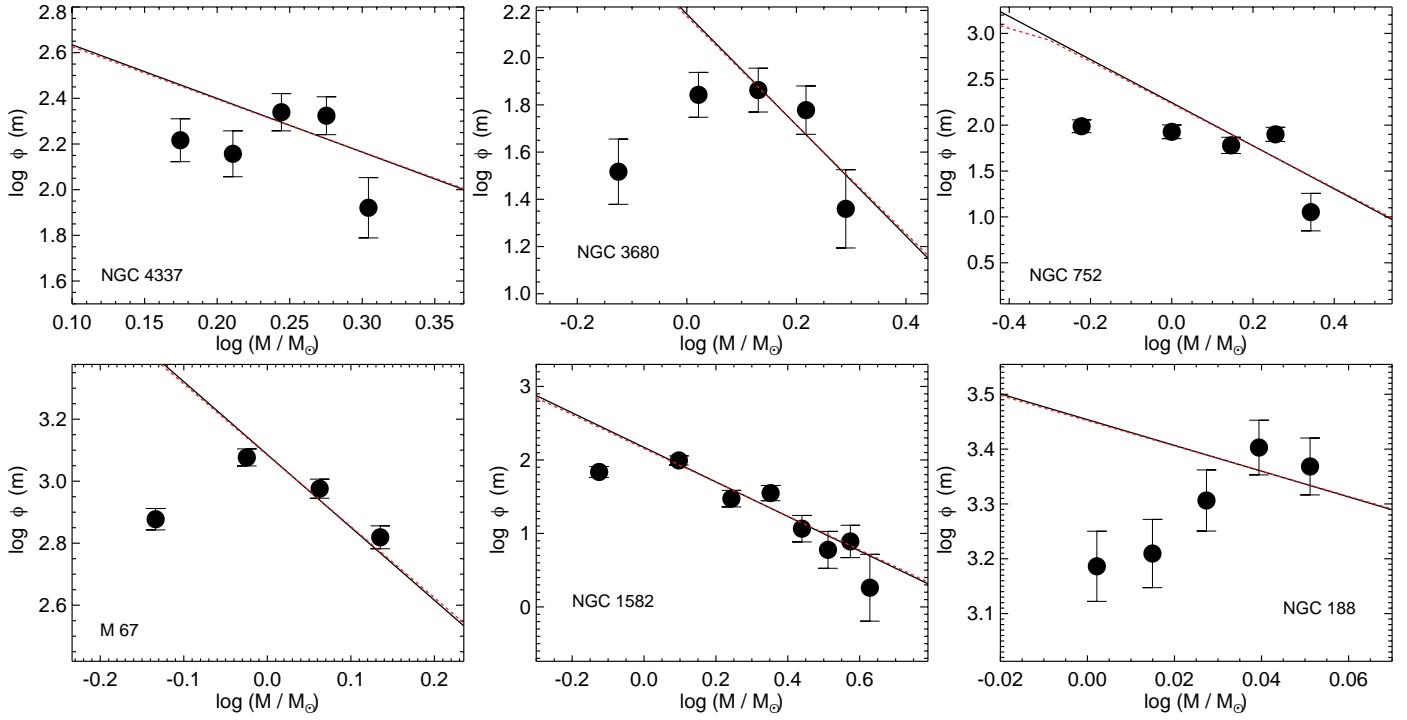 2.8
2.6
2.4
2.2
2.0
1.8
1.6
log ϕ (m)
NGC 4337
0.10 0.15 0.20 0.25 0.30 0.35
log (M / M☉)
2.2
2.0
1.8
1.6
1.4
1.2
1.0
log ϕ (m)
NGC 3680
-0.2 0.0 0.2 0.4
log (M / M☉)
3.0
2.5
2.0
1.5
1.0
0.5
log ϕ (m)
NGC 752
-0.4 -0.2 0.0 0.2 0.4
log (M / M☉)
3.2
3.0
2.8
2.6
log ϕ (m)
M 67
-0.2 -0.1 0.0 0.1 0.2
log (M / M☉)
3
2
1
0
log ϕ (m)
NGC 1582
-0.2 0.0 0.2 0.4 0.6
log (M / M☉)
3.5
3.4
3.3
3.2
3.1
log ϕ (m)
NGC 188
-0.02 0.00 0.02 0.04 0.06
log (M / M☉)